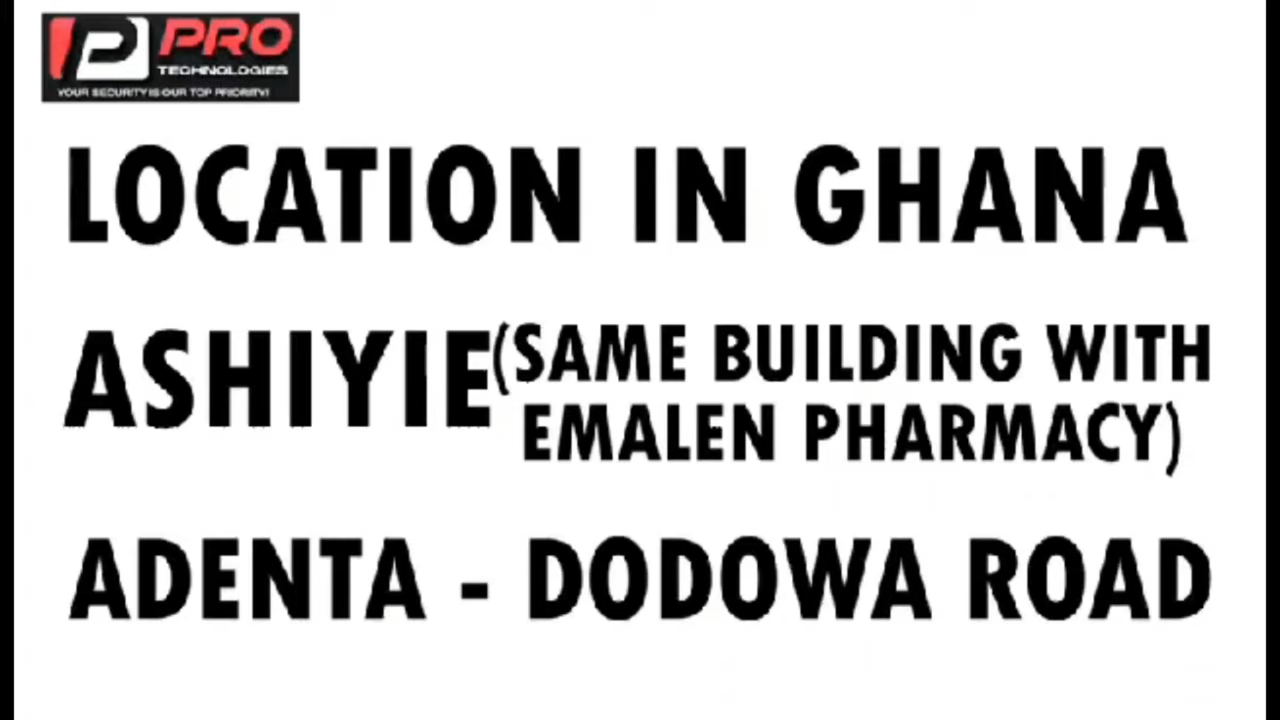 PRO
TECHNOLOGIES
YOUR SECURITY IS OUR TOP PRIORITY!
LOCATION IN GHANA
ASHIYIE (SAME BUILDING WITH
EMALEN PHARMACY)
ADENTA - DODOWA ROAD